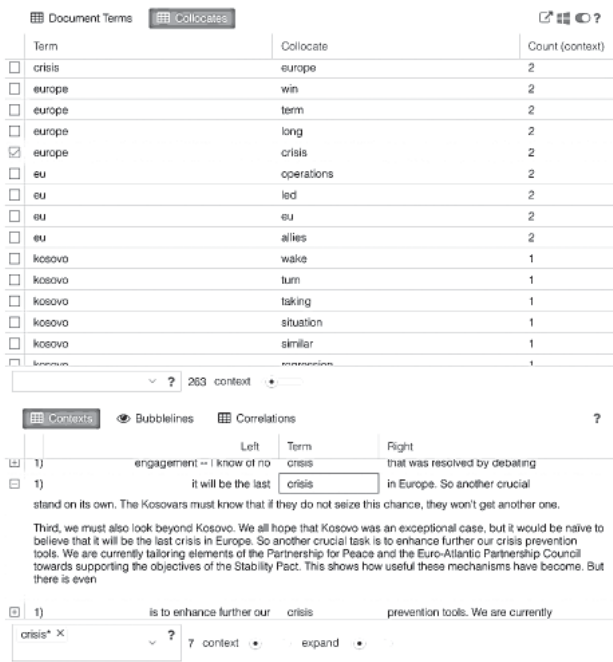 Document Terms Collocates ?
Term Collocate Count (context)
crisis europe 2
europe win 2
europe term 2
europe long 2
europe crisis 2
eu operations 2
eu led 2
eu eu 2
eu allies 2
kosovo wake 1
kosovo turn 1
kosovo taking 1
kosovo situation 1
kosovo similar 1
kosovo regression 1
? 263 context
Contexts Bubblelines Correlations ?
Left Term Right
1) engagement -- I know of no crisis that was resolved by debating
1) it will be the last crisis in Europe. So another crucial
stand on its own. The Kosovars must know that if they do not seize this chance, they won't get another one.
Third, we must also look beyond Kosovo. We all hope that Kosovo was an exceptional case, but it would be naïve to
believe that it will be the last crisis in Europe. So another crucial task is to enhance further our crisis prevention
tools. We are currently tailoring elements of the Partnership for Peace and the Euro-Atlantic Partnership Council
towards supporting the objectives of the Stability Pact. This shows how useful these mechanisms have become. But
there is even
1) is to enhance further our crisis prevention tools. We are currently
crisis* × ? 7 context expand